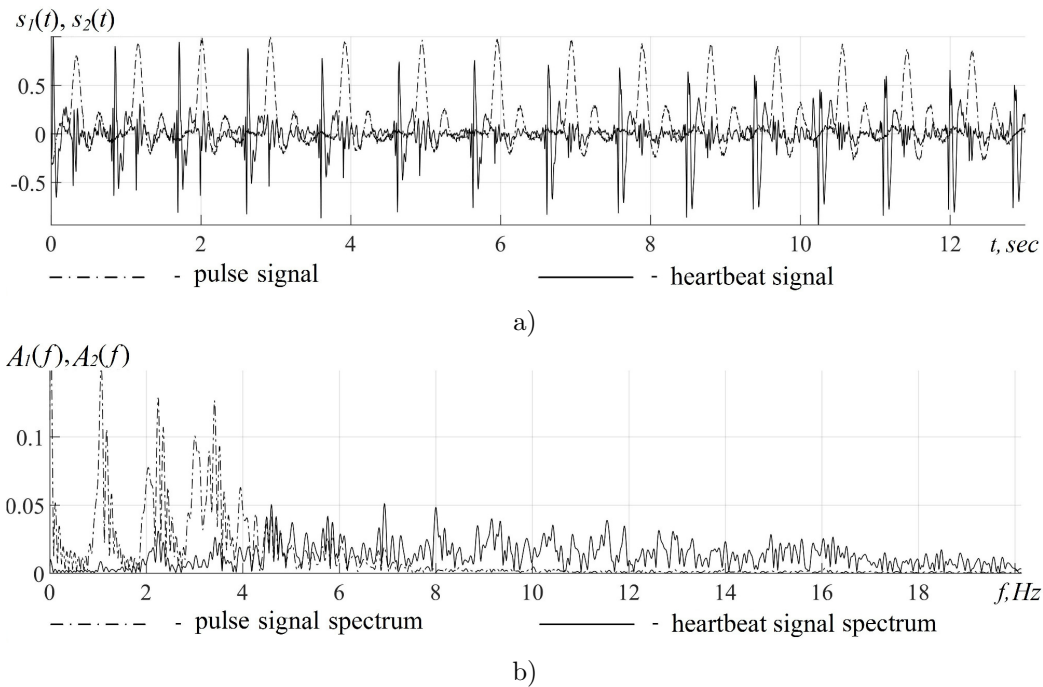 s1(t), s2(t)
0.5
0
-0.5
0 2 4 6 8 10 12 t, sec
- pulse signal - heartbeat signal
a)
A1(f), A2(f)
0.1
0.05
0
0 2 4 6 8 10 12 14 16 18 f, Hz
- pulse signal spectrum - heartbeat signal spectrum
b)